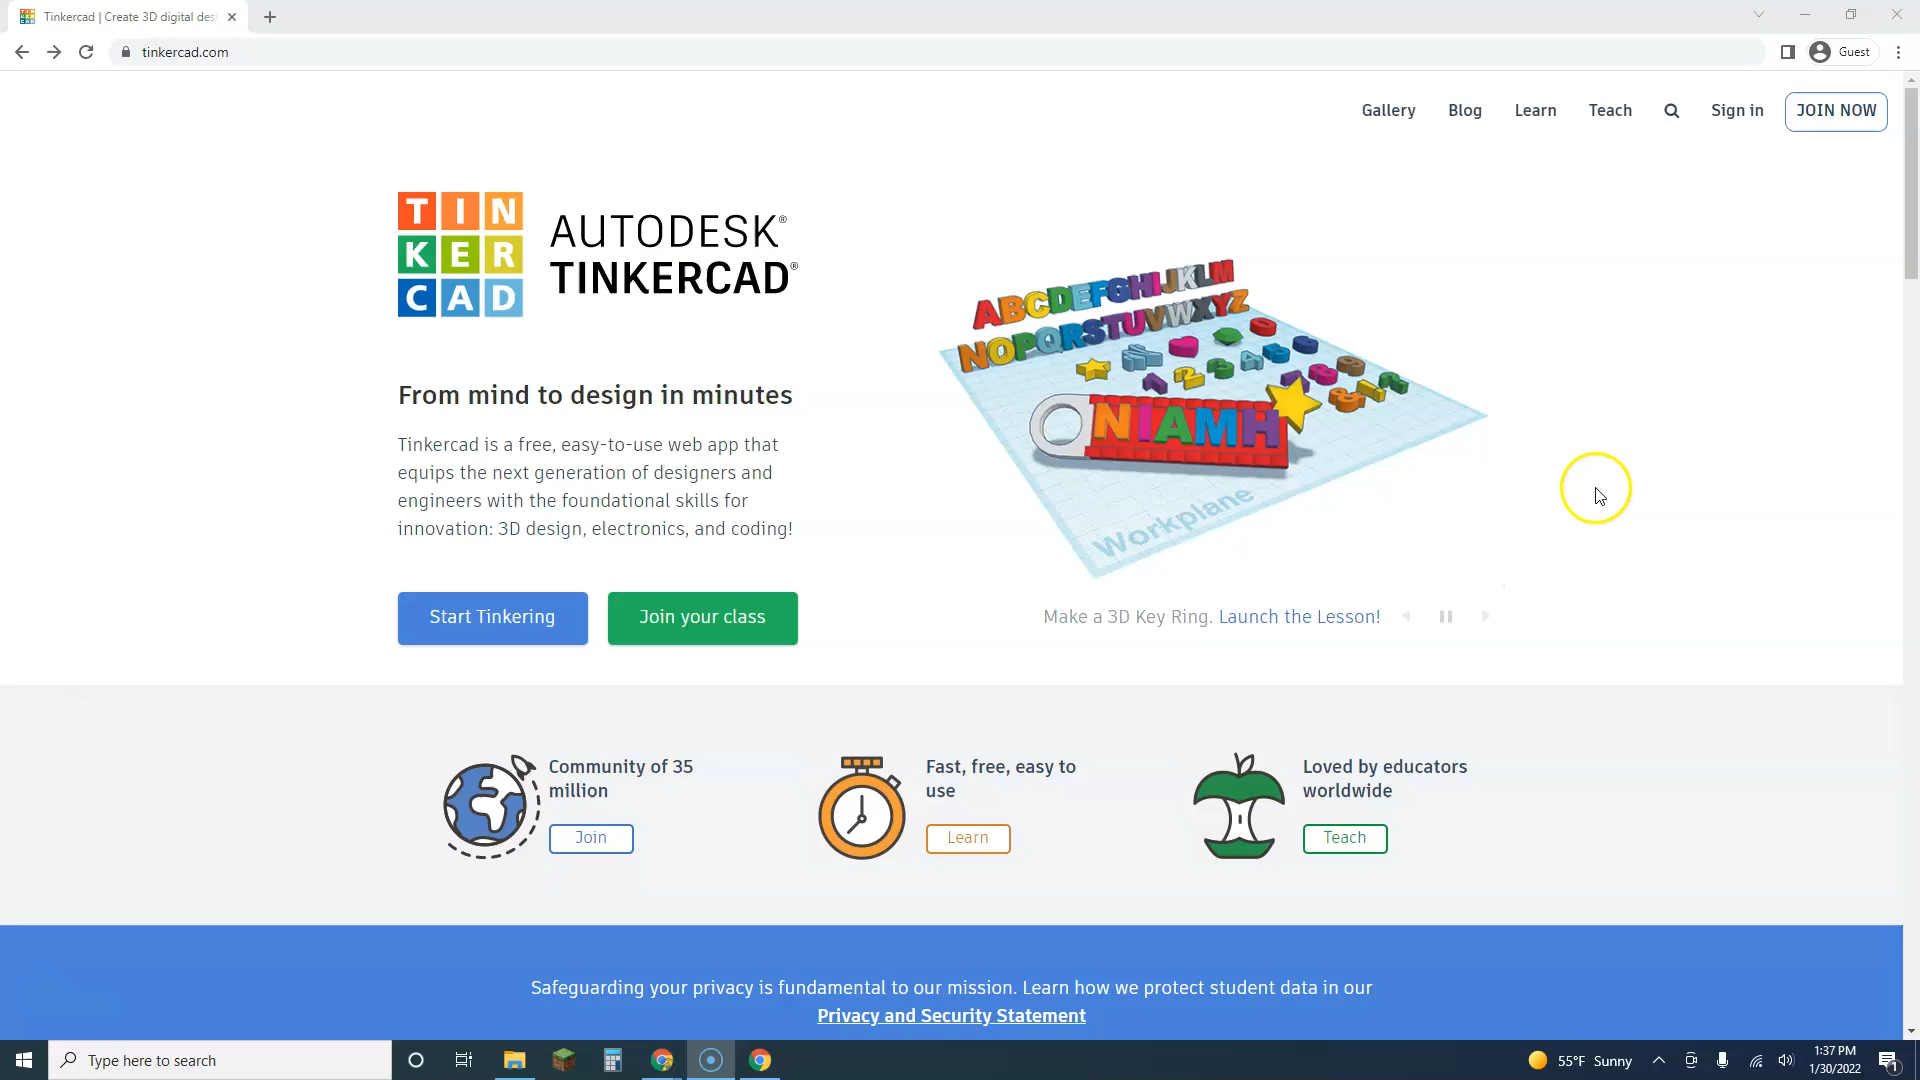 Tinkercad | Create 3D digital des
tinkercad.com
Guest
Gallery Blog Learn Teach Sign in JOIN NOW
TIN
KER
CAD
AUTODESK®
TINKERCAD®
From mind to design in minutes
Tinkercad is a free, easy-to-use web app that
equips the next generation of designers and
engineers with the foundational skills for
innovation: 3D design, electronics, and coding!
Start Tinkering
Join your class
ABCDEFGHIJKLM
NOPQRSTUVWXYZ
NIAMH
Workplane
Make a 3D Key Ring. Launch the Lesson!
Community of 35
million
Join
Fast, free, easy to
use
Learn
Loved by educators
worldwide
Teach
Safeguarding your privacy is fundamental to our mission. Learn how we protect student data in our
Privacy and Security Statement
Type here to search
55°F Sunny
1:37 PM
1/30/2022
1